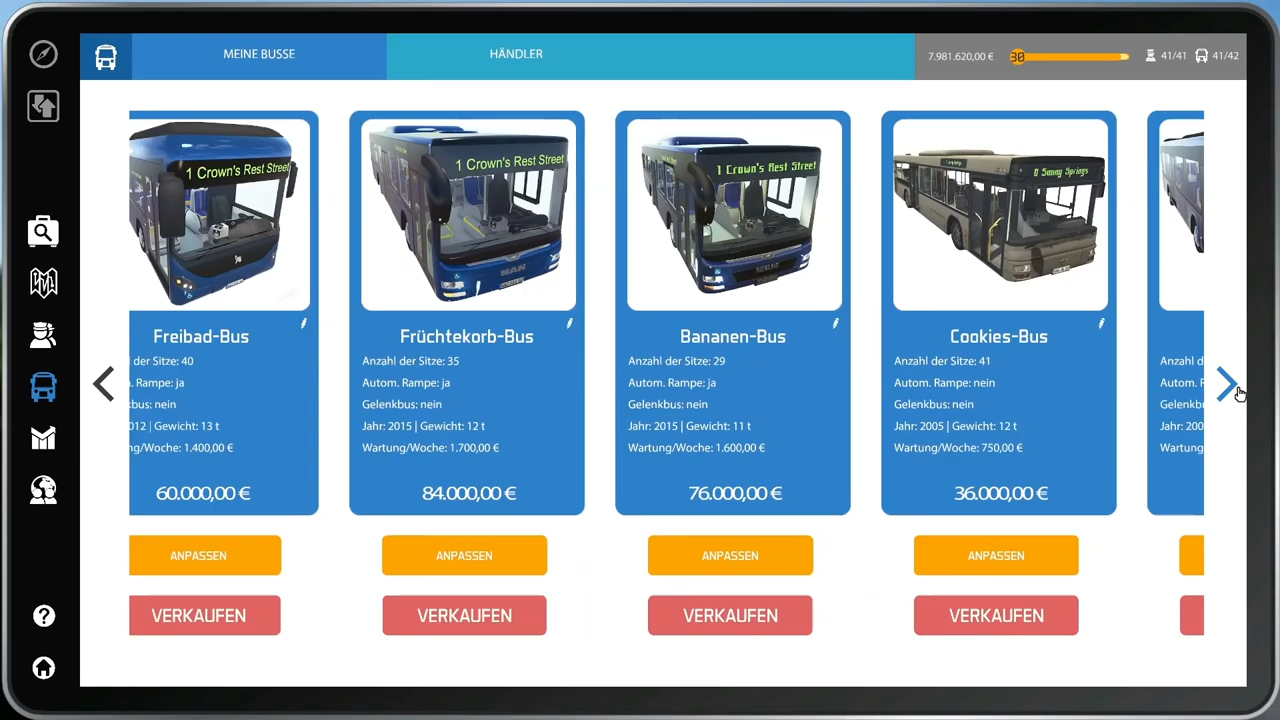 MEINE BUSSE
HÄNDLER
7.981.620,00 €
30
41/41
41/42
1 Crown's Rest Street
Freibad-Bus
der Sitze: 40
. Rampe: ja
kbus: nein
012 | Gewicht: 13 t
ng/Woche: 1.400,00 €
60.000,00 €
ANPASSEN
VERKAUFEN
1 Crown's Rest Street
MAN
Früchtekorb-Bus
Anzahl der Sitze: 35
Autom. Rampe: ja
Gelenkbus: nein
Jahr: 2015 | Gewicht: 12 t
Wartung/Woche: 1.700,00 €
84.000,00 €
ANPASSEN
VERKAUFEN
1 Crown's Rest Street
Bananen-Bus
Anzahl der Sitze: 29
Autom. Rampe: ja
Gelenkbus: nein
Jahr: 2015 | Gewicht: 11 t
Wartung/Woche: 1.600,00 €
76.000,00 €
ANPASSEN
VERKAUFEN
0 Sunny Springs
Cookies-Bus
Anzahl der Sitze: 41
Autom. Rampe: nein
Gelenkbus: nein
Jahr: 2005 | Gewicht: 12 t
Wartung/Woche: 750,00 €
36.000,00 €
ANPASSEN
VERKAUFEN
Anzahl d
Autom. R
Gelenkb
Jahr: 200
Wartung